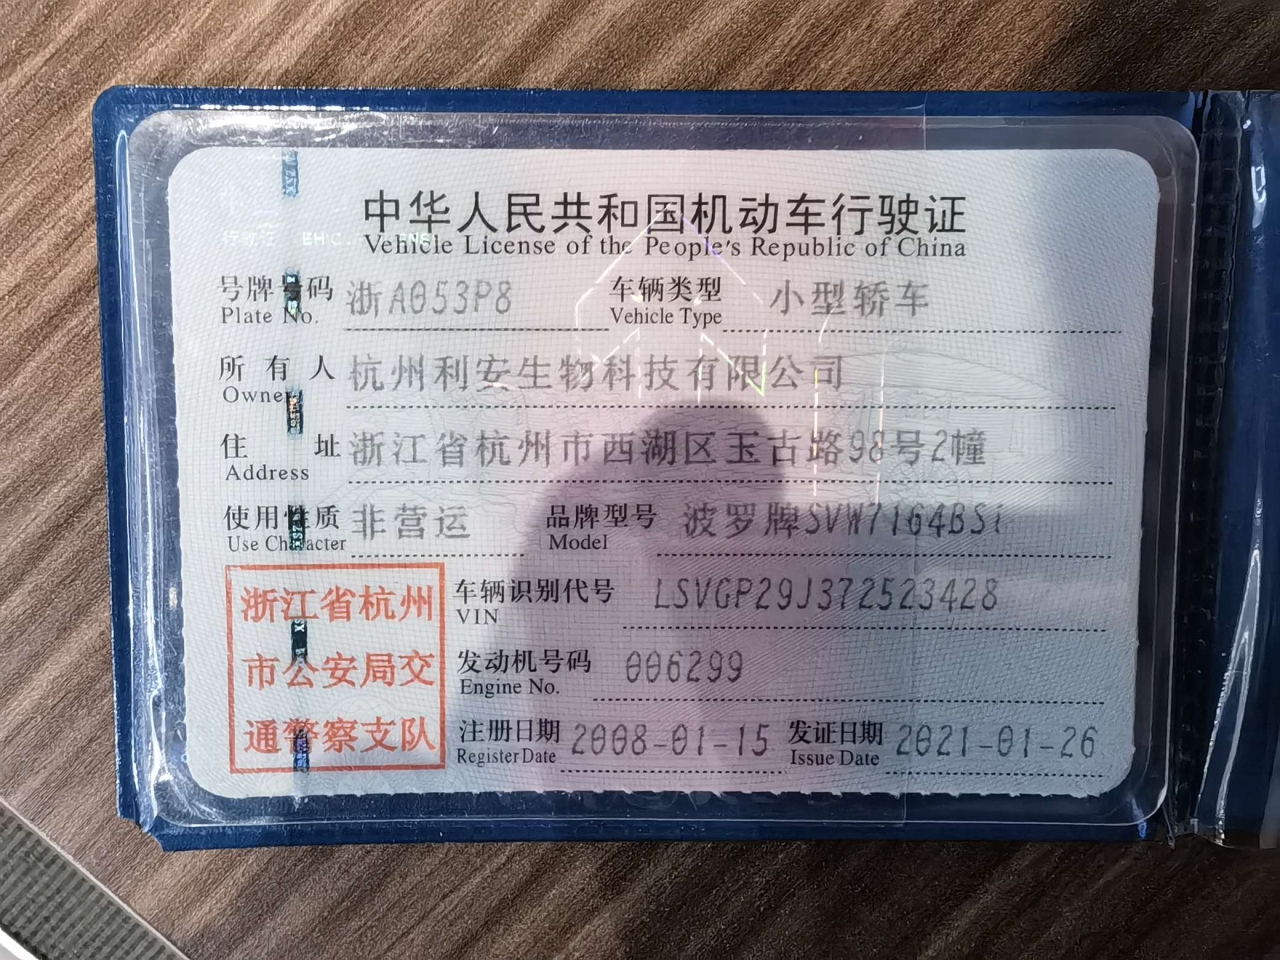 中华人民共和国机动车行驶证
Vehicle License of the People's Republic of China
号牌号码 浙A053P8 车辆类型 小型轿车
Plate No. Vehicle Type
所有人 杭州利安生物科技有限公司
Owner
住址 浙江省杭州市西湖区玉古路98号2幢
Address
使用性质 非营运 品牌型号 波罗牌SVW7164BSi
Use Character Model
浙江省杭州
市公安局交
通警察支队
车辆识别代号 LSVGP29J372523428
VIN
发动机号码 006299
Engine No.
注册日期 2008-01-15 发证日期 2021-01-26
Register Date Issue Date